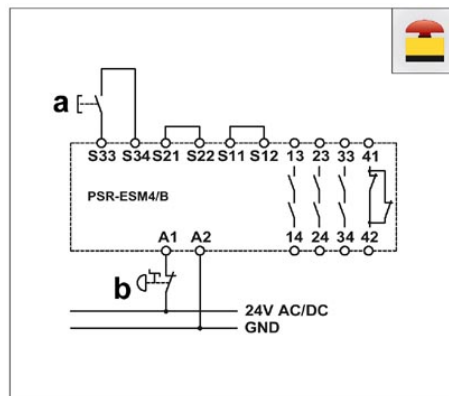 a
S33 S34 S21 S22 S11 S12 13 23 33 41
PSR-ESM4/B
A1 A2 14 24 34 42
b
24V AC/DC
GND